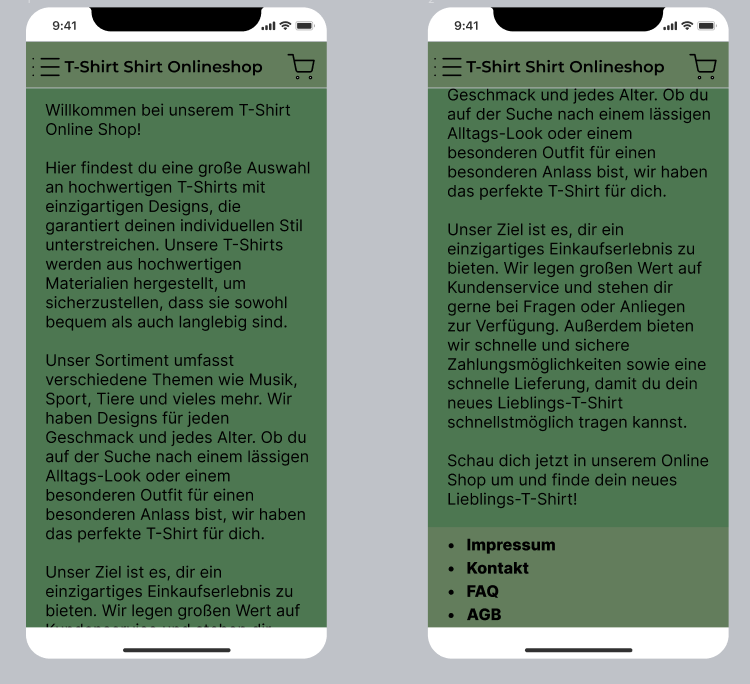 9:41
T-Shirt Shirt Onlineshop
Willkommen bei unserem T-Shirt
Online Shop!
Hier findest du eine große Auswahl
an hochwertigen T-Shirts mit
einzigartigen Designs, die
garantiert deinen individuellen Stil
unterstreichen. Unsere T-Shirts
werden aus hochwertigen
Materialien hergestellt, um
sicherzustellen, dass sie sowohl
bequem als auch langlebig sind.
Unser Sortiment umfasst
verschiedene Themen wie Musik,
Sport, Tiere und vieles mehr. Wir
haben Designs für jeden
Geschmack und jedes Alter. Ob du
auf der Suche nach einem lässigen
Alltags-Look oder einem
besonderen Outfit für einen
besonderen Anlass bist, wir haben
das perfekte T-Shirt für dich.
Unser Ziel ist es, dir ein
einzigartiges Einkaufserlebnis zu
bieten. Wir legen großen Wert auf
Kundenservice und stehen dir
9:41
T-Shirt Shirt Onlineshop
Geschmack und jedes Alter. Ob du
auf der Suche nach einem lässigen
Alltags-Look oder einem
besonderen Outfit für einen
besonderen Anlass bist, wir haben
das perfekte T-Shirt für dich.
Unser Ziel ist es, dir ein
einzigartiges Einkaufserlebnis zu
bieten. Wir legen großen Wert auf
Kundenservice und stehen dir
gerne bei Fragen oder Anliegen
zur Verfügung. Außerdem bieten
wir schnelle und sichere
Zahlungsmöglichkeiten sowie eine
schnelle Lieferung, damit du dein
neues Lieblings-T-Shirt
schnellstmöglich tragen kannst.
Schau dich jetzt in unserem Online
Shop um und finde dein neues
Lieblings-T-Shirt!
• Impressum
• Kontakt
• FAQ
• AGB